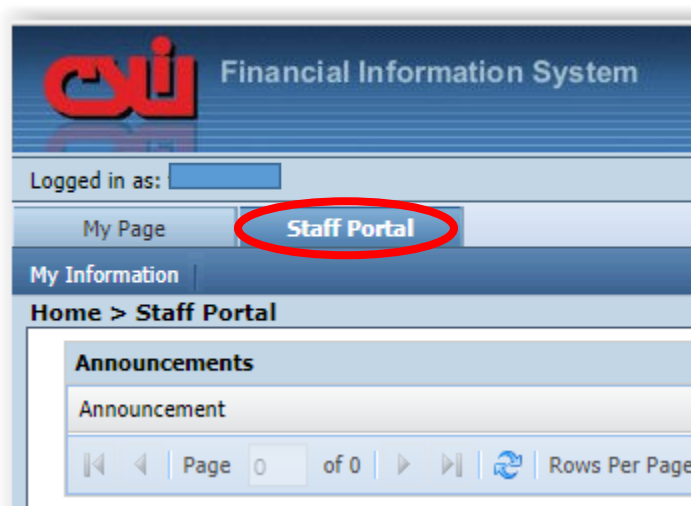 Financial Information System
Logged in as:
My Page Staff Portal
My Information
Home > Staff Portal
Announcements
Announcement
Page 0 of 0 Rows Per Page